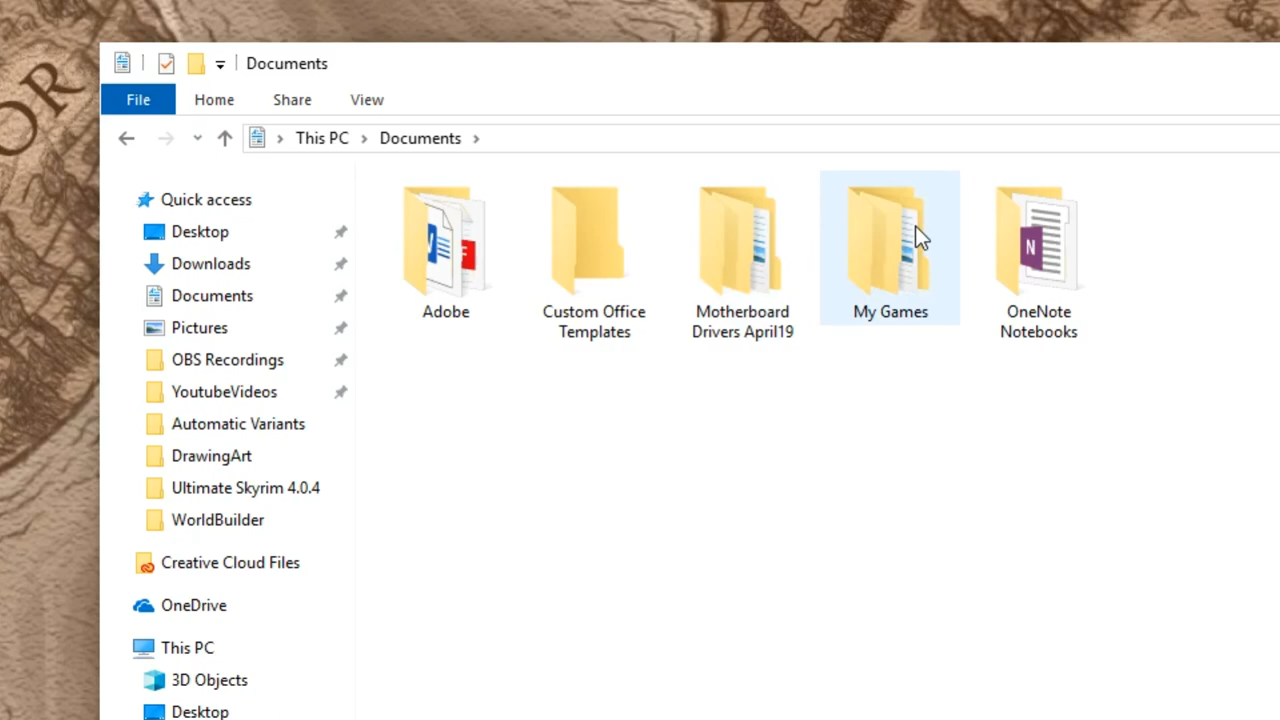 OR
Documents
File
Home
Share
View
This PC
Documents
Quick access
Desktop
Downloads
Documents
Pictures
OBS Recordings
YoutubeVideos
Automatic Variants
DrawingArt
Ultimate Skyrim 4.0.4
WorldBuilder
Creative Cloud Files
OneDrive
This PC
3D Objects
Desktop
Adobe
Custom Office
Templates
Motherboard
Drivers April19
My Games
OneNote
Notebooks
N